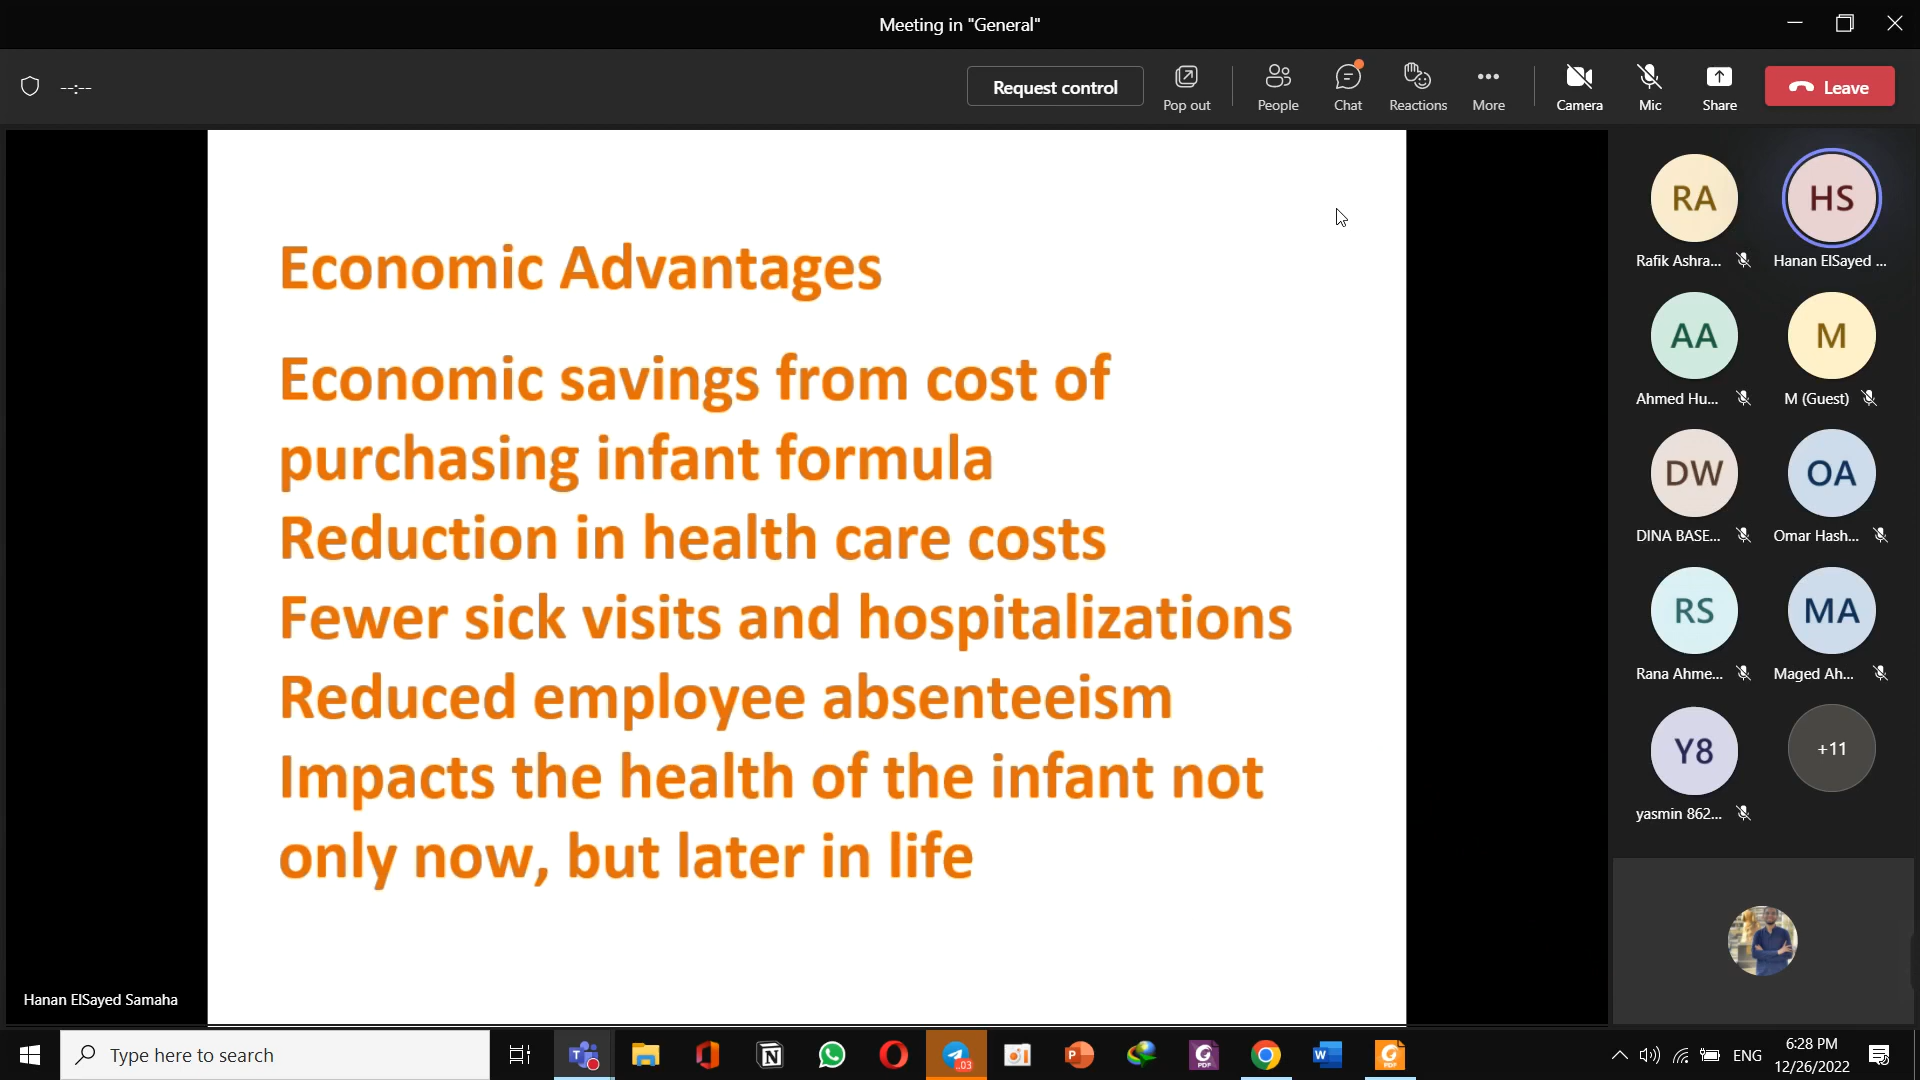 Meeting in "General"
--:--
Request control
Pop out
People
Chat
Reactions
More
Camera
Mic
Share
Leave
Economic Advantages
Economic savings from cost of
purchasing infant formula
Reduction in health care costs
Fewer sick visits and hospitalizations
Reduced employee absenteeism
Impacts the health of the infant not
only now, but later in life
Hanan ElSayed Samaha
RA
HS
Rafik Ashra...
Hanan ElSayed ...
AA
M
Ahmed Hu...
M (Guest)
DW
OA
DINA BASE...
Omar Hash...
RS
MA
Rana Ahme...
Maged Ah...
Y8
+11
yasmin 862...
Type here to search
..03
ENG
6:28 PM
12/26/2022